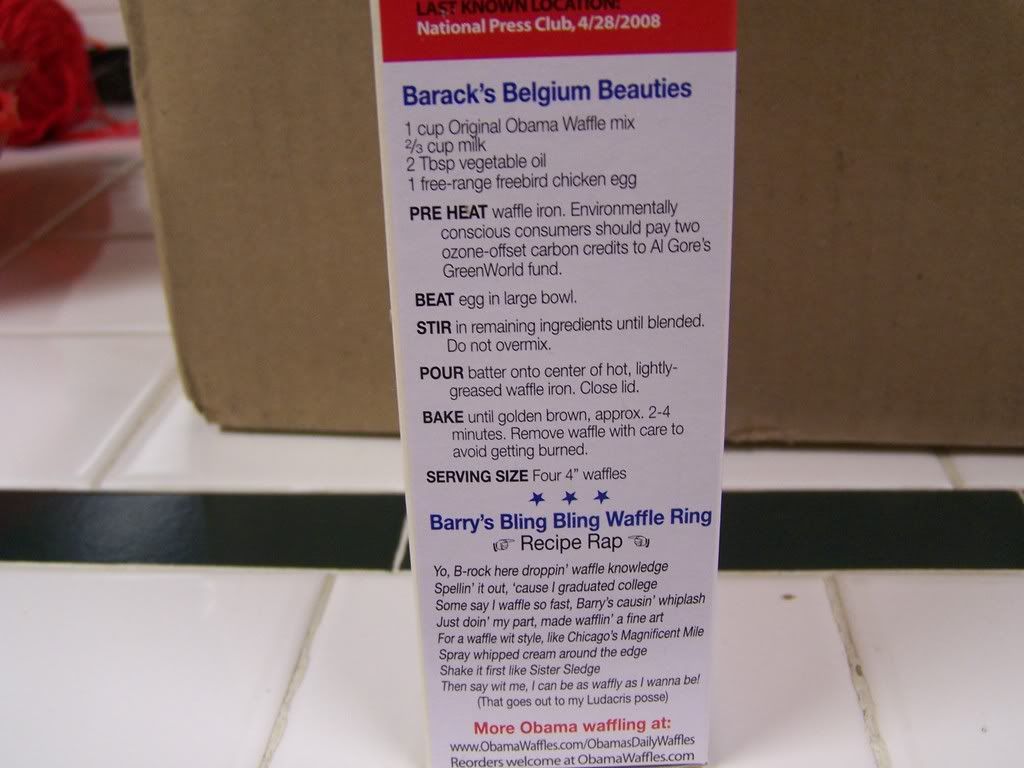 LAST KNOWN LOCATION:
National Press Club, 4/28/2008
Barack's Belgium Beauties
1 cup Original Obama Waffle mix
⅔ cup milk
2 Tbsp vegetable oil
1 free-range freebird chicken egg
PRE HEAT waffle iron. Environmentally
conscious consumers should pay two
ozone-offset carbon credits to Al Gore's
GreenWorld fund.
BEAT egg in large bowl.
STIR in remaining ingredients until blended.
Do not overmix.
POUR batter onto center of hot, lightly-
greased waffle iron. Close lid.
BAKE until golden brown, approx. 2-4
minutes. Remove waffle with care to
avoid getting burned.
SERVING SIZE Four 4" waffles
Barry's Bling Bling Waffle Ring
Recipe Rap
Yo, B-rock here droppin' waffle knowledge
Spellin' it out, 'cause I graduated college
Some say I waffle so fast, Barry's causin' whiplash
Just doin' my part, made wafflin' a fine art
For a waffle wit style, like Chicago's Magnificent Mile
Spray whipped cream around the edge
Shake it first like Sister Sledge
Then say wit me, I can be as waffly as I wanna be!
(That goes out to my Ludacris posse)
More Obama waffling at:
www.ObamaWaffles.com/ObamasDailyWaffles
Reorders welcome at ObamaWaffles.com